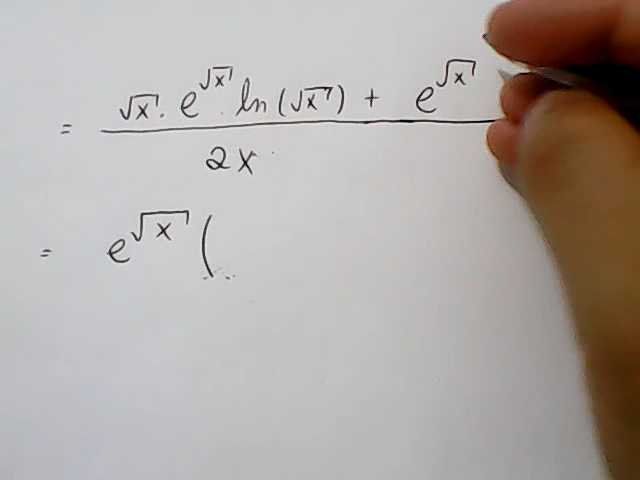 = (√x · e^√x · ln(√x) + e^√x) / 2x
= e^√x (